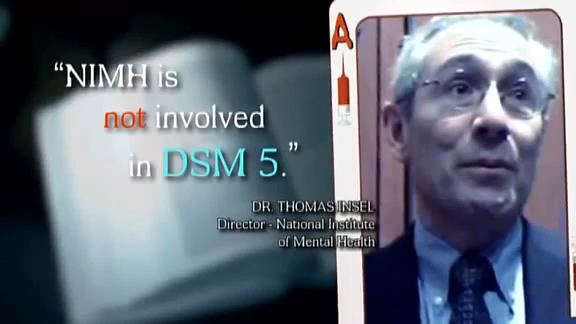 “NIMH is
not involved
in DSM 5.”
DR. THOMAS INSEL
Director - National Institute
of Mental Health
A